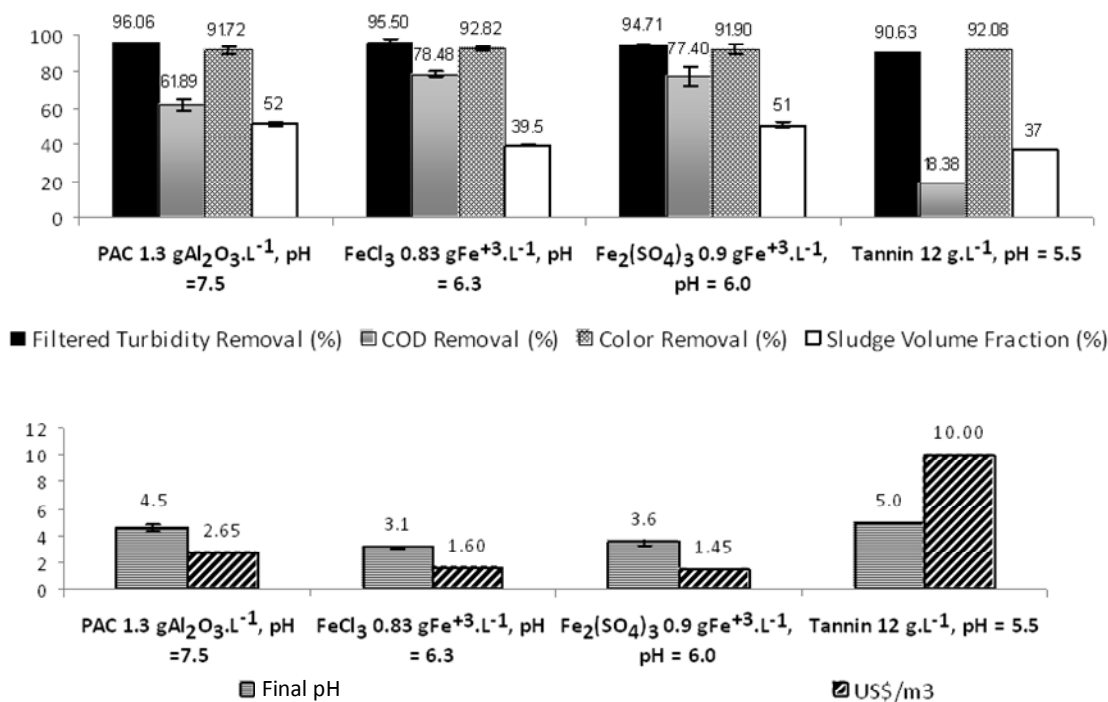 96.06 91.72 95.50 92.82 94.71 91.90 90.63 92.08
100
61.89 78.48 77.40
80
60 52 51
39.5 37
40
18.38
20
0
PAC 1.3 gAl₂O₃.L⁻¹, pH FeCl₃ 0.83 gFe⁺³.L⁻¹, pH Fe₂(SO₄)₃ 0.9 gFe⁺³.L⁻¹, Tannin 12 g.L⁻¹, pH = 5.5
=7.5 = 6.3 pH = 6.0
Filtered Turbidity Removal (%) COD Removal (%) Color Removal (%) Sludge Volume Fraction (%)
12
10.00
10
8
6 4.5 5.0
4 2.65 3.1 3.6
1.60 1.45
2
0
PAC 1.3 gAl₂O₃.L⁻¹, pH FeCl₃ 0.83 gFe⁺³.L⁻¹, pH Fe₂(SO₄)₃ 0.9 gFe⁺³.L⁻¹, Tannin 12 g.L⁻¹, pH = 5.5
=7.5 = 6.3 pH = 6.0
Final pH US$/m3